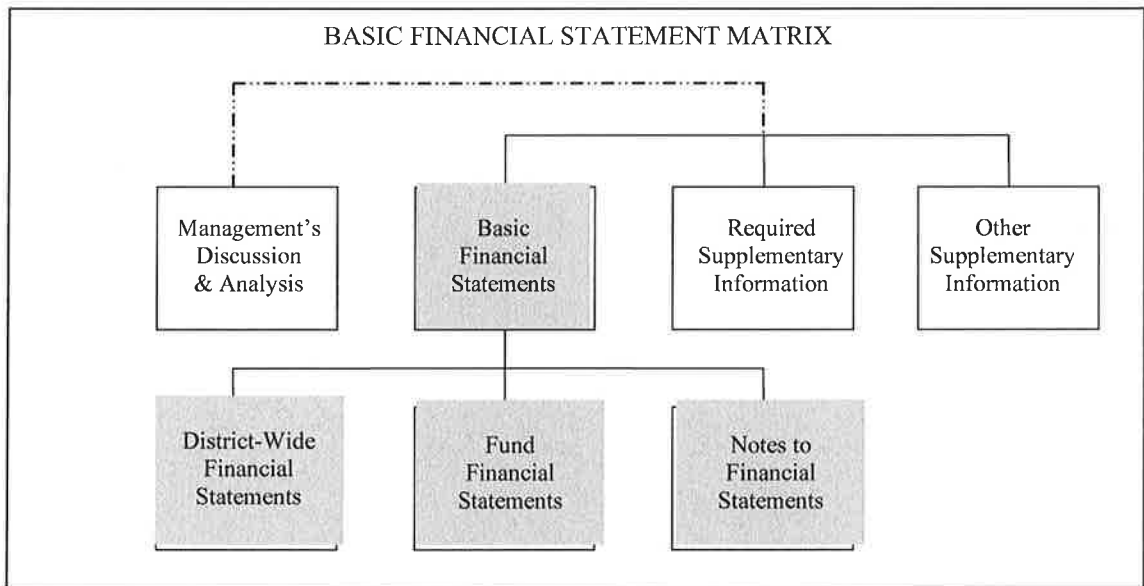 BASIC FINANCIAL STATEMENT MATRIX
Management’s
Discussion
& Analysis
Basic
Financial
Statements
Required
Supplementary
Information
Other
Supplementary
Information
District-Wide
Financial
Statements
Fund
Financial
Statements
Notes to
Financial
Statements